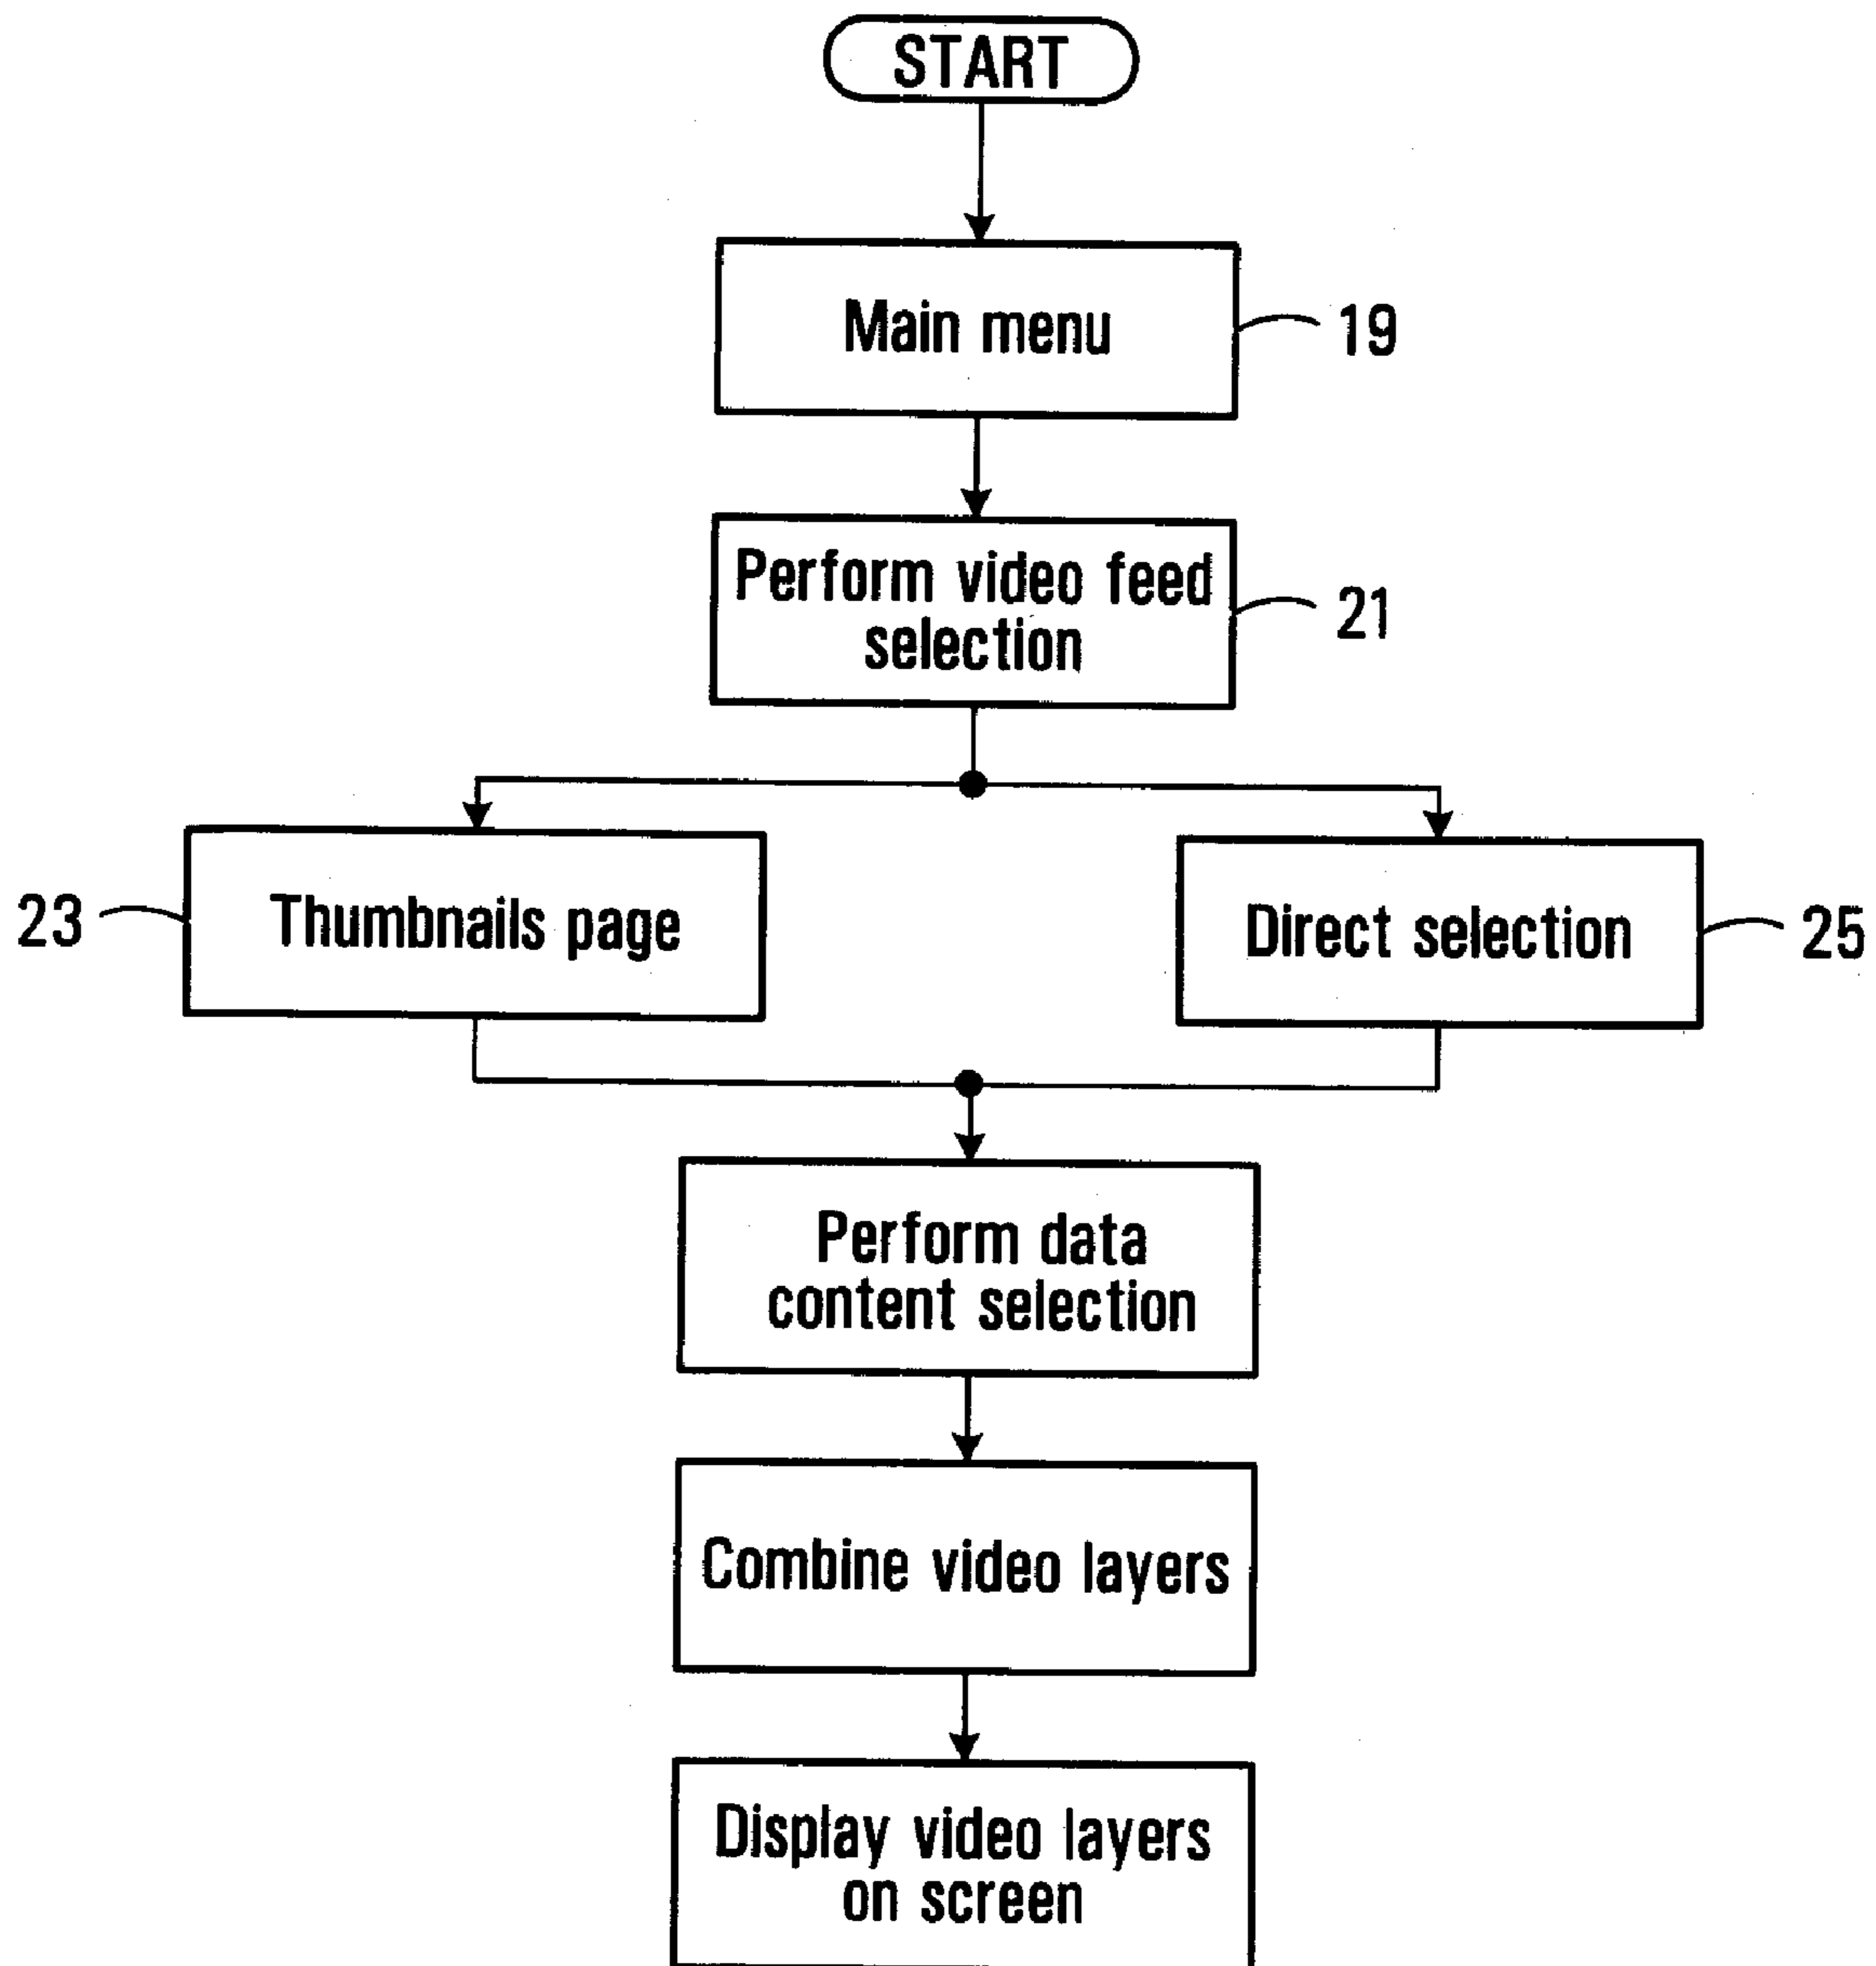 START
Main menu
19
Perform video feed
selection
21
23
Thumbnails page
Direct selection
25
Perform data
content selection
Combine video layers
Display video layers
on screen